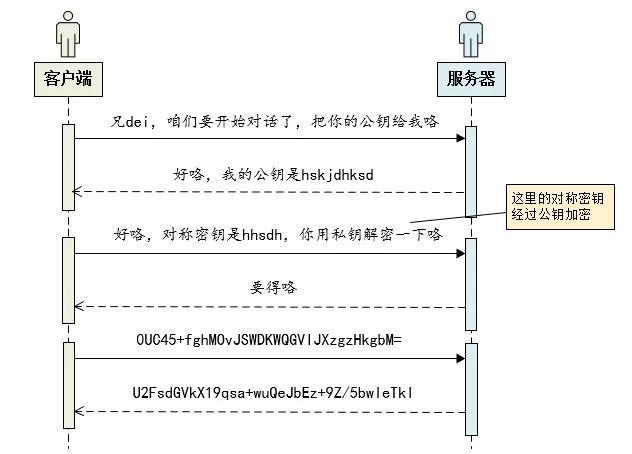 客户端
服务器
兄dei，咱们要开始对话了，把你的公钥给我咯
好咯，我的公钥是hskjdhksd
这里的对称密钥
经过公钥加密
好咯，对称密钥是hhsdh，你用私钥解密一下咯
要得咯
OUC45+fghMOvJSWDKWQGVIJXzgzHkgbM=
U2FsdGVkX19qsa+wuQeJbEz+9Z/5bwIeTkI